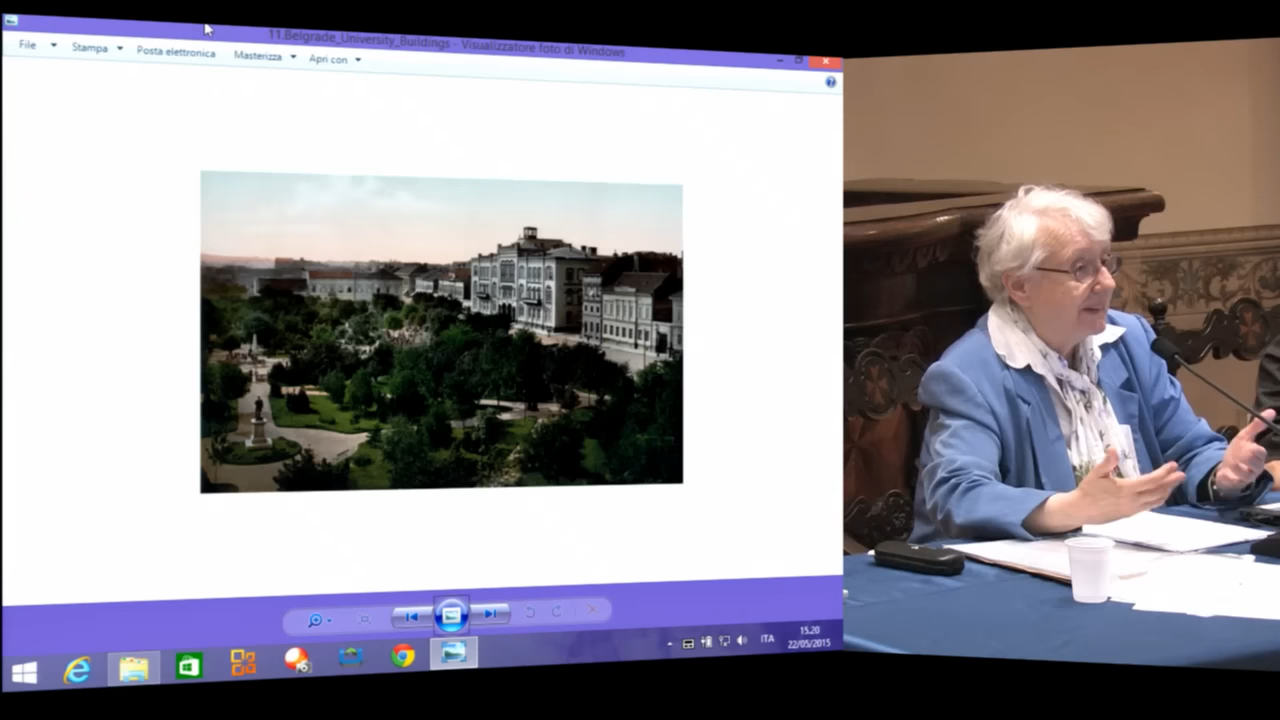 11.Belgrade_University_Buildings - Visualizzatore foto di Windows
File Stampa Posta elettronica Masterizza Apri con
ITA
15.20
22/05/2015